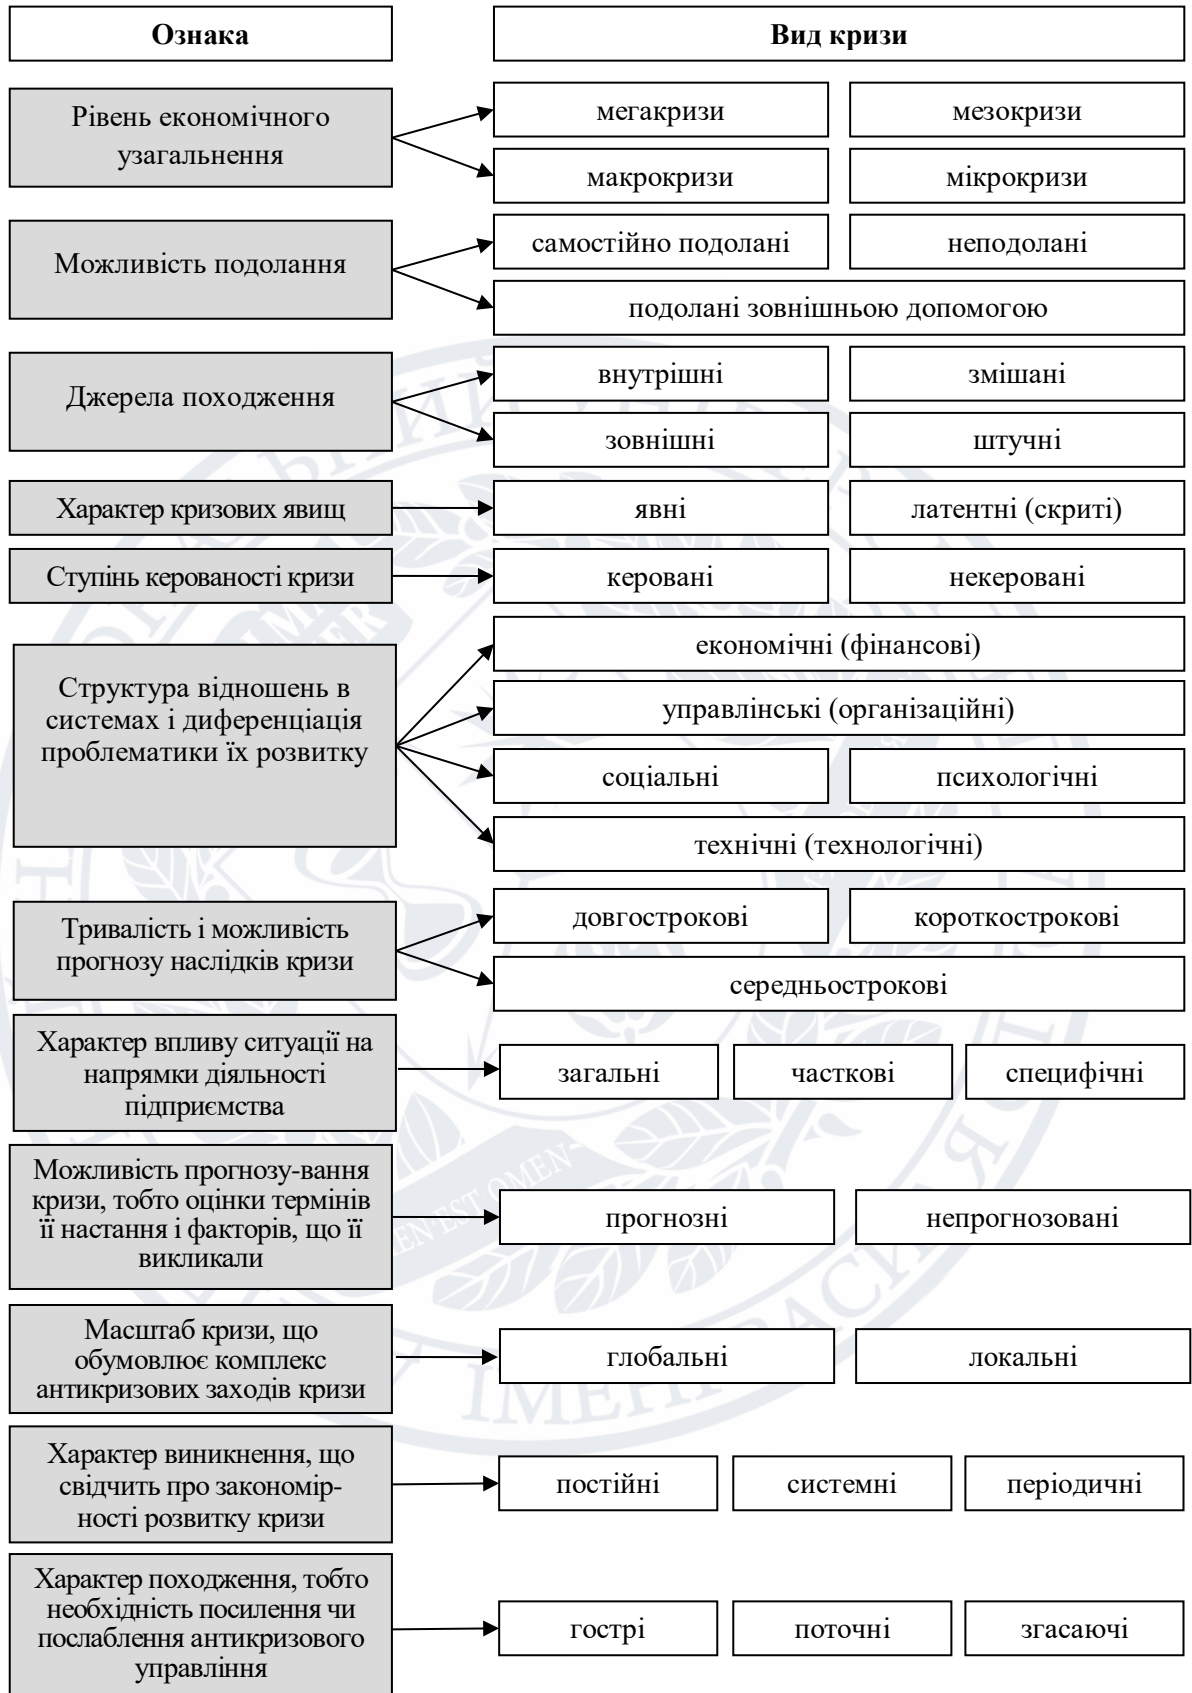 Ознака
Вид кризи
Рівень економічного
узагальнення
мегакризи
мезокризи
макрокризи
мікрокризи
Можливість подолання
самостійно подолані
неподолані
подолані зовнішньою допомогою
Джерела походження
внутрішні
змішані
зовнішні
штучні
Характер кризових явищ
явні
латентні (скриті)
Ступінь керованості кризи
керовані
некеровані
Структура відношень в
системах і диференціація
проблематики їх розвитку
економічні (фінансові)
управлінські (організаційні)
соціальні
психологічні
технічні (технологічні)
Тривалість і можливість
прогнозу наслідків кризи
довгострокові
короткострокові
середньострокові
Характер впливу ситуації на
напрямки діяльності
підприємства
загальні
часткові
специфічні
Можливість прогнозу-вання
кризи, тобто оцінки термінів
її настання і факторів, що її
викликали
прогнозні
непрогнозовані
Масштаб кризи, що
обумовлює комплекс
антикризових заходів кризи
глобальні
локальні
Характер виникнення, що
свідчить про закономір-
ності розвитку кризи
постійні
системні
періодичні
Характер походження, тобто
необхідність посилення чи
послаблення антикризового
управління
гострі
поточні
згасаючі